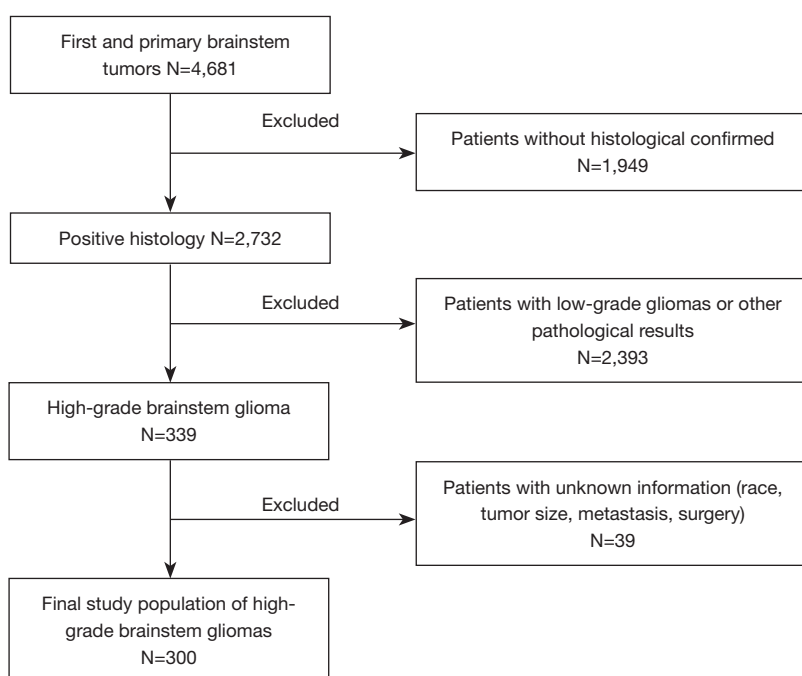 First and primary brainstem
tumors N=4,681
Excluded
Patients without histological confirmed
N=1,949
Positive histology N=2,732
Excluded
Patients with low-grade gliomas or other
pathological results
N=2,393
High-grade brainstem glioma
N=339
Excluded
Patients with unknown information (race,
tumor size, metastasis, surgery)
N=39
Final study population of high-
grade brainstem gliomas
N=300